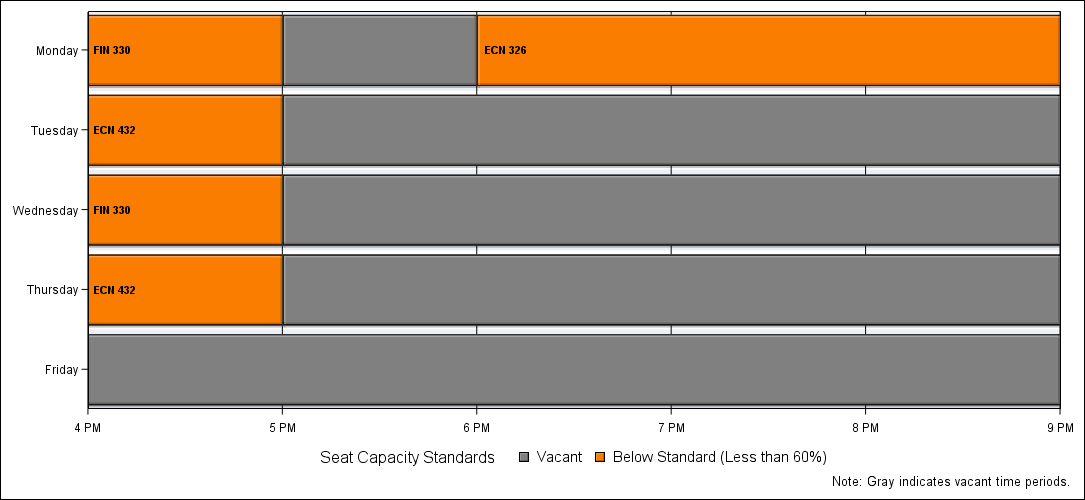 Monday FIN 330 ECN 326
Tuesday ECN 432
Wednesday FIN 330
Thursday ECN 432
Friday
4 PM 5 PM 6 PM 7 PM 8 PM 9 PM
Seat Capacity Standards Vacant Below Standard (Less than 60%)
Note: Gray indicates vacant time periods.